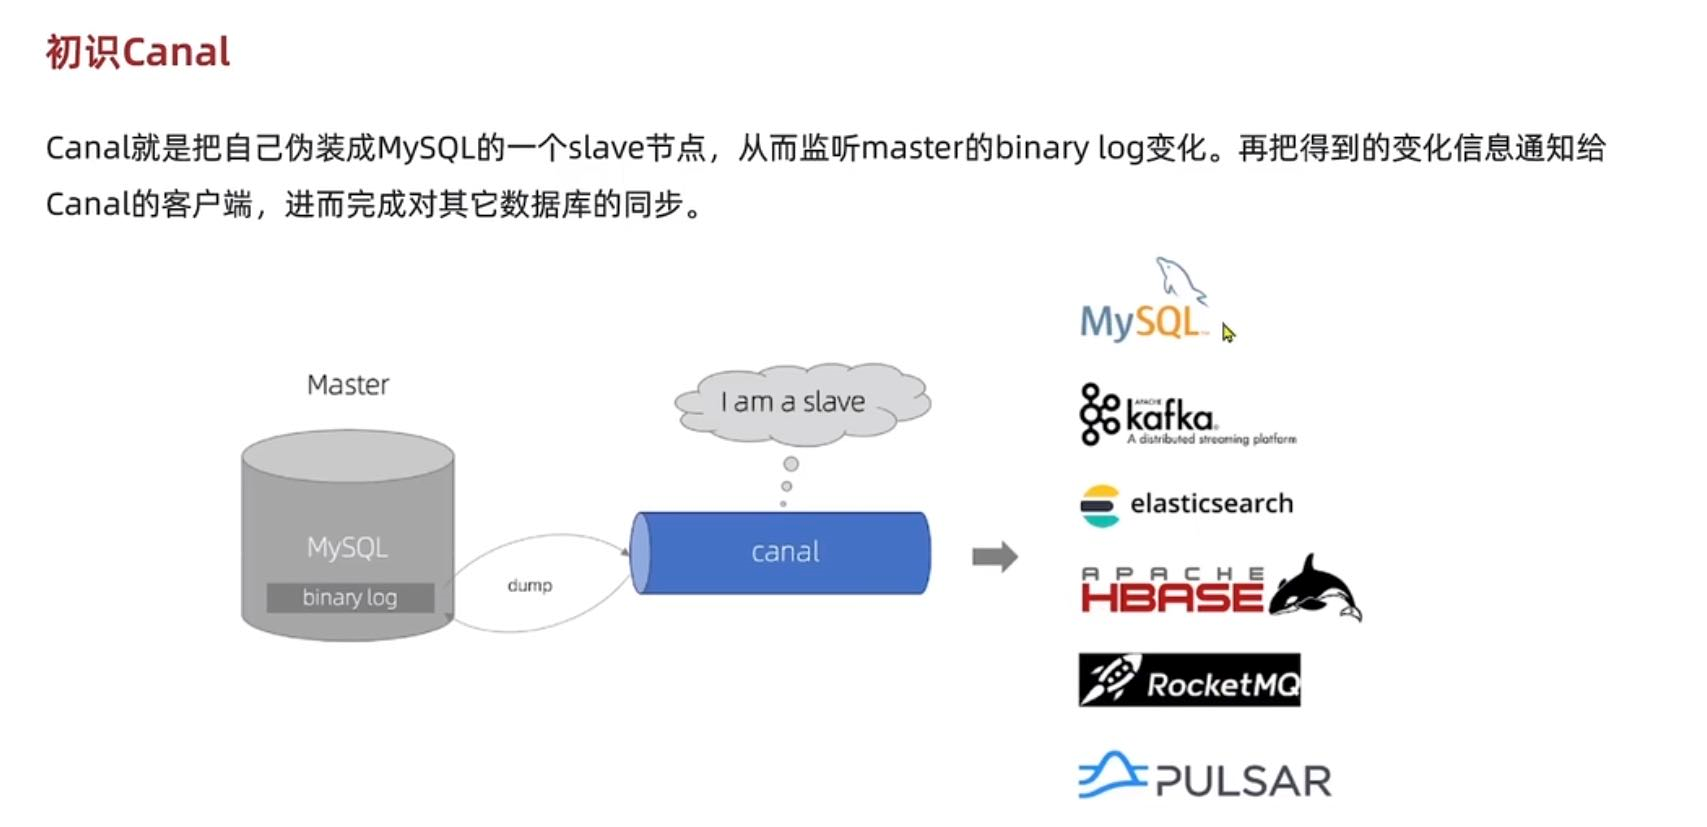 初识Canal
Canal就是把自己伪装成MySQL的一个slave节点，从而监听master的binary log变化。再把得到的变化信息通知给
Canal的客户端，进而完成对其它数据库的同步。
Master
MySQL
binary log
dump
I am a slave
canal
MySQL™
APACHE
kafka®
A distributed streaming platform
elasticsearch
APACHE
HBASE
RocketMQ
PULSAR